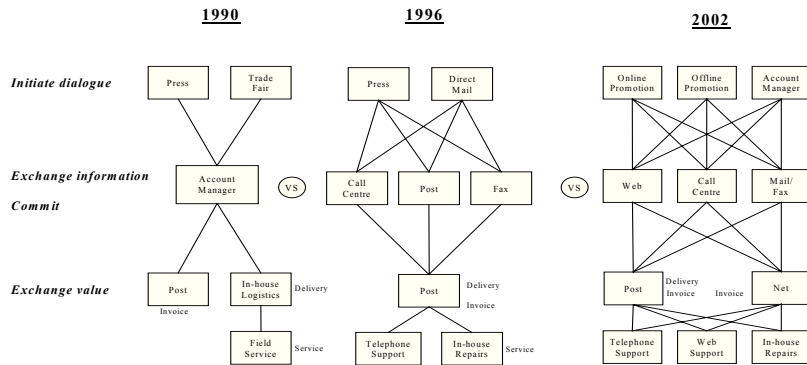 1990
1996
2002
Initiate dialogue
Press
Trade
Fair
Press
Direct
Mail
Online
Promotion
Offline
Promotion
Account
Manager
Exchange information
Commit
Account
Manager
VS
Call
Centre
Post
Fax
VS
Web
Call
Centre
Mail/
Fax
Exchange value
Post
Invoice
In-house
Logistics
Delivery
Field
Service
Service
Post
Delivery
Invoice
Telephone
Support
In-house
Repairs
Service
Post
Delivery
Invoice
Invoice
Net
Telephone
Support
Web
Support
In-house
Repairs